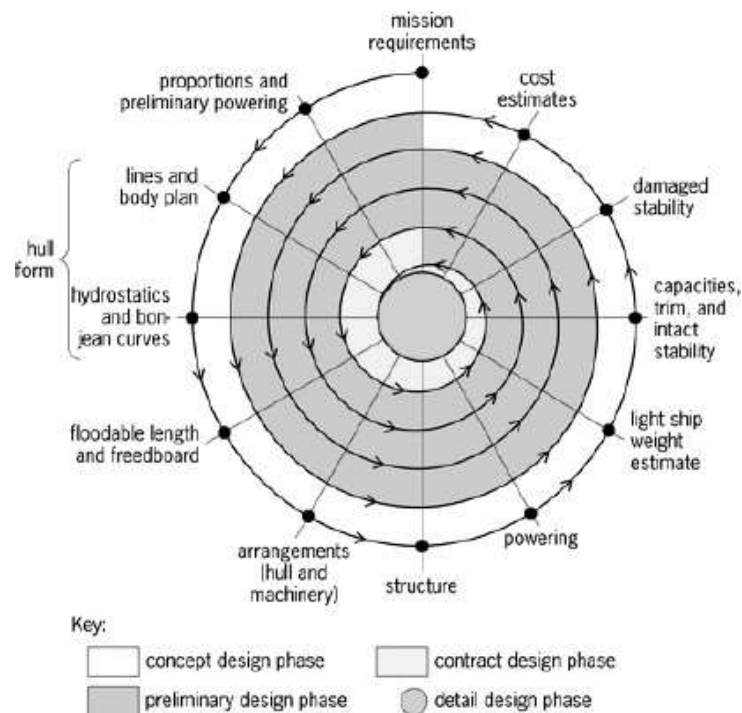 mission
requirements
proportions and
preliminary powering
cost
estimates
lines and
body plan
damaged
stability
hull
form
hydrostatics
and bon-
jean curves
capacities,
trim, and
intact
stability
floodable length
and freedboard
light ship
weight
estimate
arrangements
(hull and
machinery)
structure
powering
Key:
concept design phase
contract design phase
preliminary design phase
detail design phase